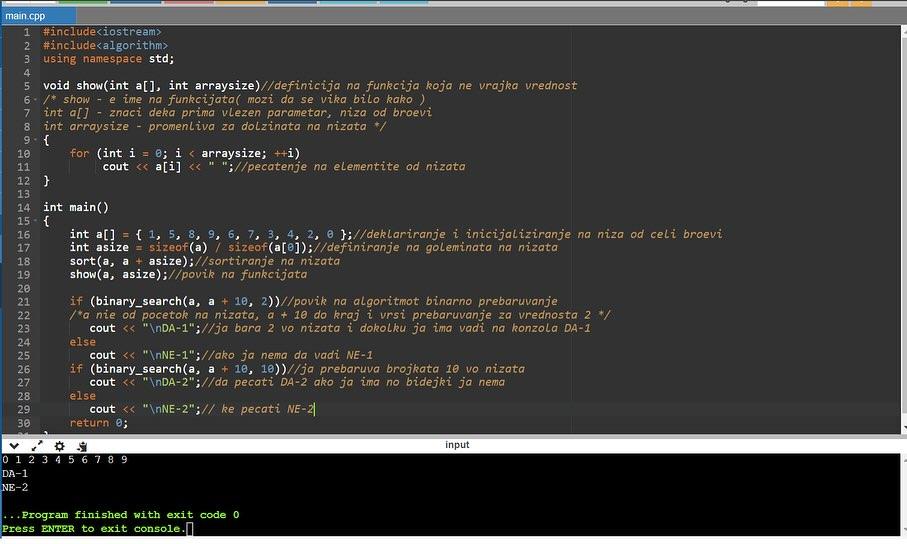 main.cpp
1 #include<iostream>
2 #include<algorithm>
3 using namespace std;
4
5 void show(int a[], int arraysize)//definicija na funkcija koja ne vrajka vrednost
6 /* show - e ime na funkcijata( mozi da se vika bilo kako )
7 int a[] - znaci deka prima vlezen parametar, niza od broevi
8 int arraysize - promenliva za dolzinata na nizata */
9 {
10 for (int i = 0; i < arraysize; ++i)
11 cout << a[i] << " ";//pecatenje na elementite od nizata
12 }
13
14 int main()
15 {
16 int a[] = { 1, 5, 8, 9, 6, 7, 3, 4, 2, 0 };//deklariranje i inicijaliziranje na niza od celi broevi
17 int asize = sizeof(a) / sizeof(a[0]);//definiranje na goleminata na nizata
18 sort(a, a + asize);//sortiranje na nizata
19 show(a, asize);//povik na funkcijata
20
21 if (binary_search(a, a + 10, 2))//povik na algoritmot binarno prebaruvanje
22 /*a nie od pocetok na nizata, a + 10 do kraj i vrsi prebaruvanje za vrednosta 2 */
23 cout << "\nDA-1";//ja bara 2 vo nizata i dokolku ja ima vadi na konzola DA-1
24 else
25 cout << "\nNE-1";//ako ja nema da vadi NE-1
26 if (binary_search(a, a + 10, 10))//ja prebaruva brojkata 10 vo nizata
27 cout << "\nDA-2";//da pecati DA-2 ako ja ima no bidejki ja nema
28 else
29 cout << "\nNE-2";// ke pecati NE-2
30 return 0;
input
0 1 2 3 4 5 6 7 8 9
DA-1
NE-2
...Program finished with exit code 0
Press ENTER to exit console.